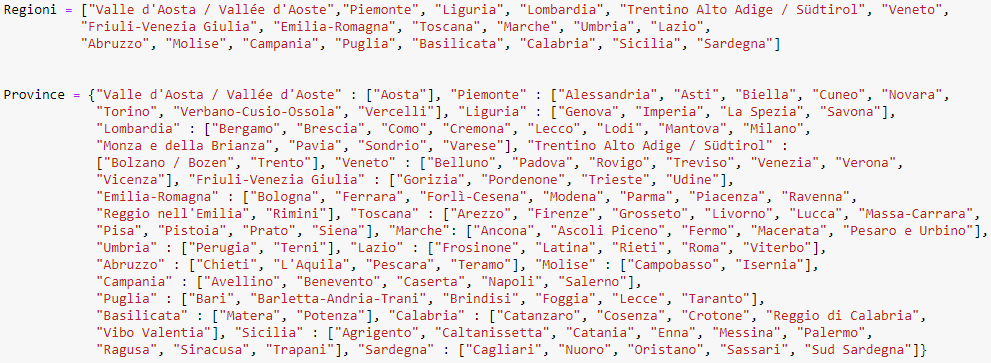 Regioni = ["Valle d'Aosta / Vallée d'Aoste","Piemonte", "Liguria", "Lombardia", "Trentino Alto Adige / Südtirol", "Veneto",
"Friuli-Venezia Giulia", "Emilia-Romagna", "Toscana", "Marche", "Umbria", "Lazio",
"Abruzzo", "Molise", "Campania", "Puglia", "Basilicata", "Calabria", "Sicilia", "Sardegna"]
Province = {"Valle d'Aosta / Vallée d'Aoste" : ["Aosta"], "Piemonte" : ["Alessandria", "Asti", "Biella", "Cuneo", "Novara",
"Torino", "Verbano-Cusio-Ossola", "Vercelli"], "Liguria" : ["Genova", "Imperia", "La Spezia", "Savona"],
"Lombardia" : ["Bergamo", "Brescia", "Como", "Cremona", "Lecco", "Lodi", "Mantova", "Milano",
"Monza e della Brianza", "Pavia", "Sondrio", "Varese"], "Trentino Alto Adige / Südtirol" :
["Bolzano / Bozen", "Trento"], "Veneto" : ["Belluno", "Padova", "Rovigo", "Treviso", "Venezia", "Verona",
"Vicenza"], "Friuli-Venezia Giulia" : ["Gorizia", "Pordenone", "Trieste", "Udine"],
"Emilia-Romagna" : ["Bologna", "Ferrara", "Forlì-Cesena", "Modena", "Parma", "Piacenza", "Ravenna",
"Reggio nell'Emilia", "Rimini"], "Toscana" : ["Arezzo", "Firenze", "Grosseto", "Livorno", "Lucca", "Massa-Carrara",
"Pisa", "Pistoia", "Prato", "Siena"], "Marche": ["Ancona", "Ascoli Piceno", "Fermo", "Macerata", "Pesaro e Urbino"],
"Umbria" : ["Perugia", "Terni"], "Lazio" : ["Frosinone", "Latina", "Rieti", "Roma", "Viterbo"],
"Abruzzo" : ["Chieti", "L'Aquila", "Pescara", "Teramo"], "Molise" : ["Campobasso", "Isernia"],
"Campania" : ["Avellino", "Benevento", "Caserta", "Napoli", "Salerno"],
"Puglia" : ["Bari", "Barletta-Andria-Trani", "Brindisi", "Foggia", "Lecce", "Taranto"],
"Basilicata" : ["Matera", "Potenza"], "Calabria" : ["Catanzaro", "Cosenza", "Crotone", "Reggio di Calabria",
"Vibo Valentia"], "Sicilia" : ["Agrigento", "Caltanissetta", "Catania", "Enna", "Messina", "Palermo",
"Ragusa", "Siracusa", "Trapani"], "Sardegna" : ["Cagliari", "Nuoro", "Oristano", "Sassari", "Sud Sardegna"]}